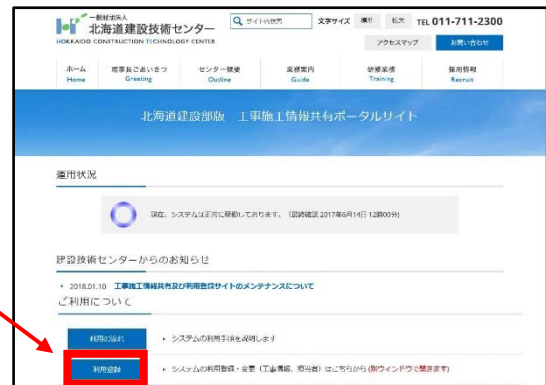 一般財団法人
北海道建設技術センター
HOKKAIDO CONSTRUCTION TECHNOLOGY CENTER
サイト内検索 文字サイズ 標準 拡大 TEL 011-711-2300
アクセスマップ お問い合わせ
ホーム 理事長ごあいさつ センター概要 業務案内 研修業務 採用情報
Home Greeting Outline Guide Training Recruit
北海道建設部版 工事施工情報共有ポータルサイト
運用状況
現在、システムは正常に稼働しております。（最終確認 2017年6月14日 12時00分)
建設技術センターからのお知らせ
2018.01.10 工事施工情報共有及び利用登録サイトのメンテナンスについて
ご利用について
利用の流れ システムの利用手順を説明します
利用登録 システムの利用登録・変更（工事情報、担当者）はこちらから (別ウィンドウで開きます)